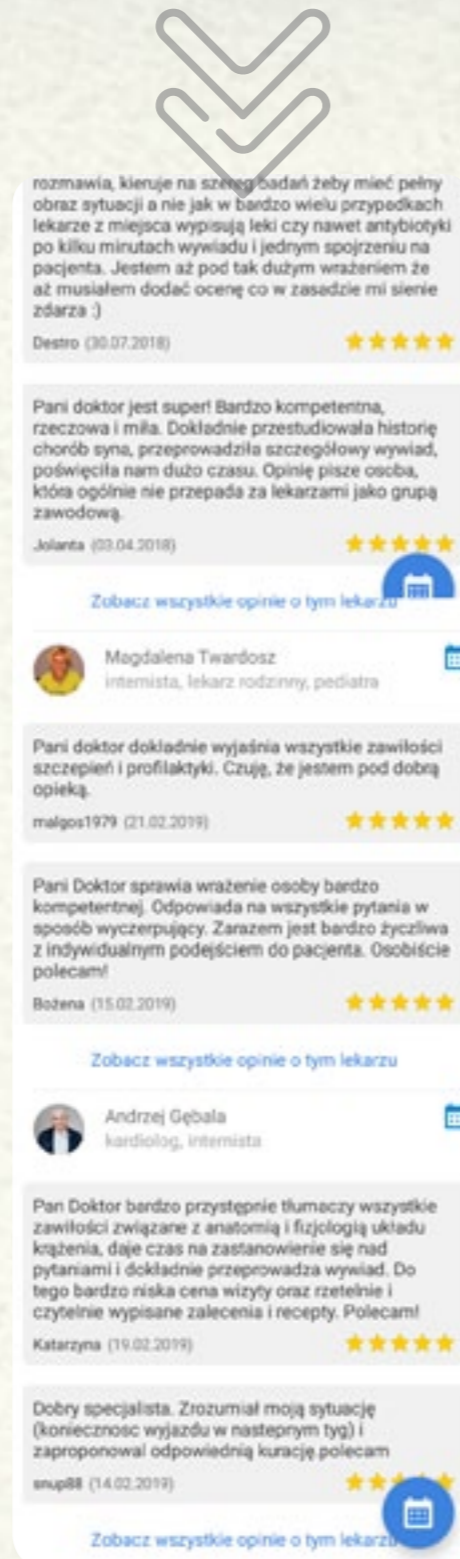 rozmawia, kieruje na szereg badań żeby mieć pełny
obraz sytuacji a nie jak w bardzo wielu przypadkach
lekarze z miejsca wypisują leki czy nawet antybiotyki
po kilku minutach wywiadu i jednym spojrzeniu na
pacjenta. Jestem aż pod tak dużym wrażeniem że
aż musiałem dodać ocenę co w zasadzie mi sienie
zdarza :)
Destro (30.07.2018)
Pani doktor jest super! Bardzo kompetentna,
rzeczowa i miła. Dokładnie przestudiowała historię
chorób syna, przeprowadziła szczegółowy wywiad,
poświęciła nam dużo czasu. Opinię pisze osoba,
która ogólnie nie przepada za lekarzami jako grupą
zawodową.
Jolanta (03.04.2018)
Zobacz wszystkie opinie o tym lekarzu
Magdalena Twardosz
internista, lekarz rodzinny, pediatra
Pani doktor dokladnie wyjaśnia wszystkie zawiłości
szczepień i profilaktyki. Czuję, że jestem pod dobrą
opieką.
malgos1979 (21.02.2019)
Pani Doktor sprawia wrażenie osoby bardzo
kompetentnej. Odpowiada na wszystkie pytania w
sposób wyczerpujący. Zarazem jest bardzo życzliwa
z indywidualnym podejściem do pacjenta. Osobiście
polecam!
Bożena (15.02.2019)
Zobacz wszystkie opinie o tym lekarzu
Andrzej Gębala
kardiolog, internista
Pan Doktor bardzo przystępnie tłumaczy wszystkie
zawiłości związane z anatomią i fizjologią układu
krążenia, daje czas na zastanowienie się nad
pytaniami i dokładnie przeprowadza wywiad. Do
tego bardzo niska cena wizyty oraz rzetelnie i
czytelnie wypisane zalecenia i recepty. Polecam!
Katarzyna (19.02.2019)
Dobry specjalista. Zrozumiał moją sytuację
(koniecznosc wyjazdu w nastepnym tyg) i
zaproponowal odpowiednią kurację.polecam
snup88 (14.02.2019)
Zobacz wszystkie opinie o tym lekarzu